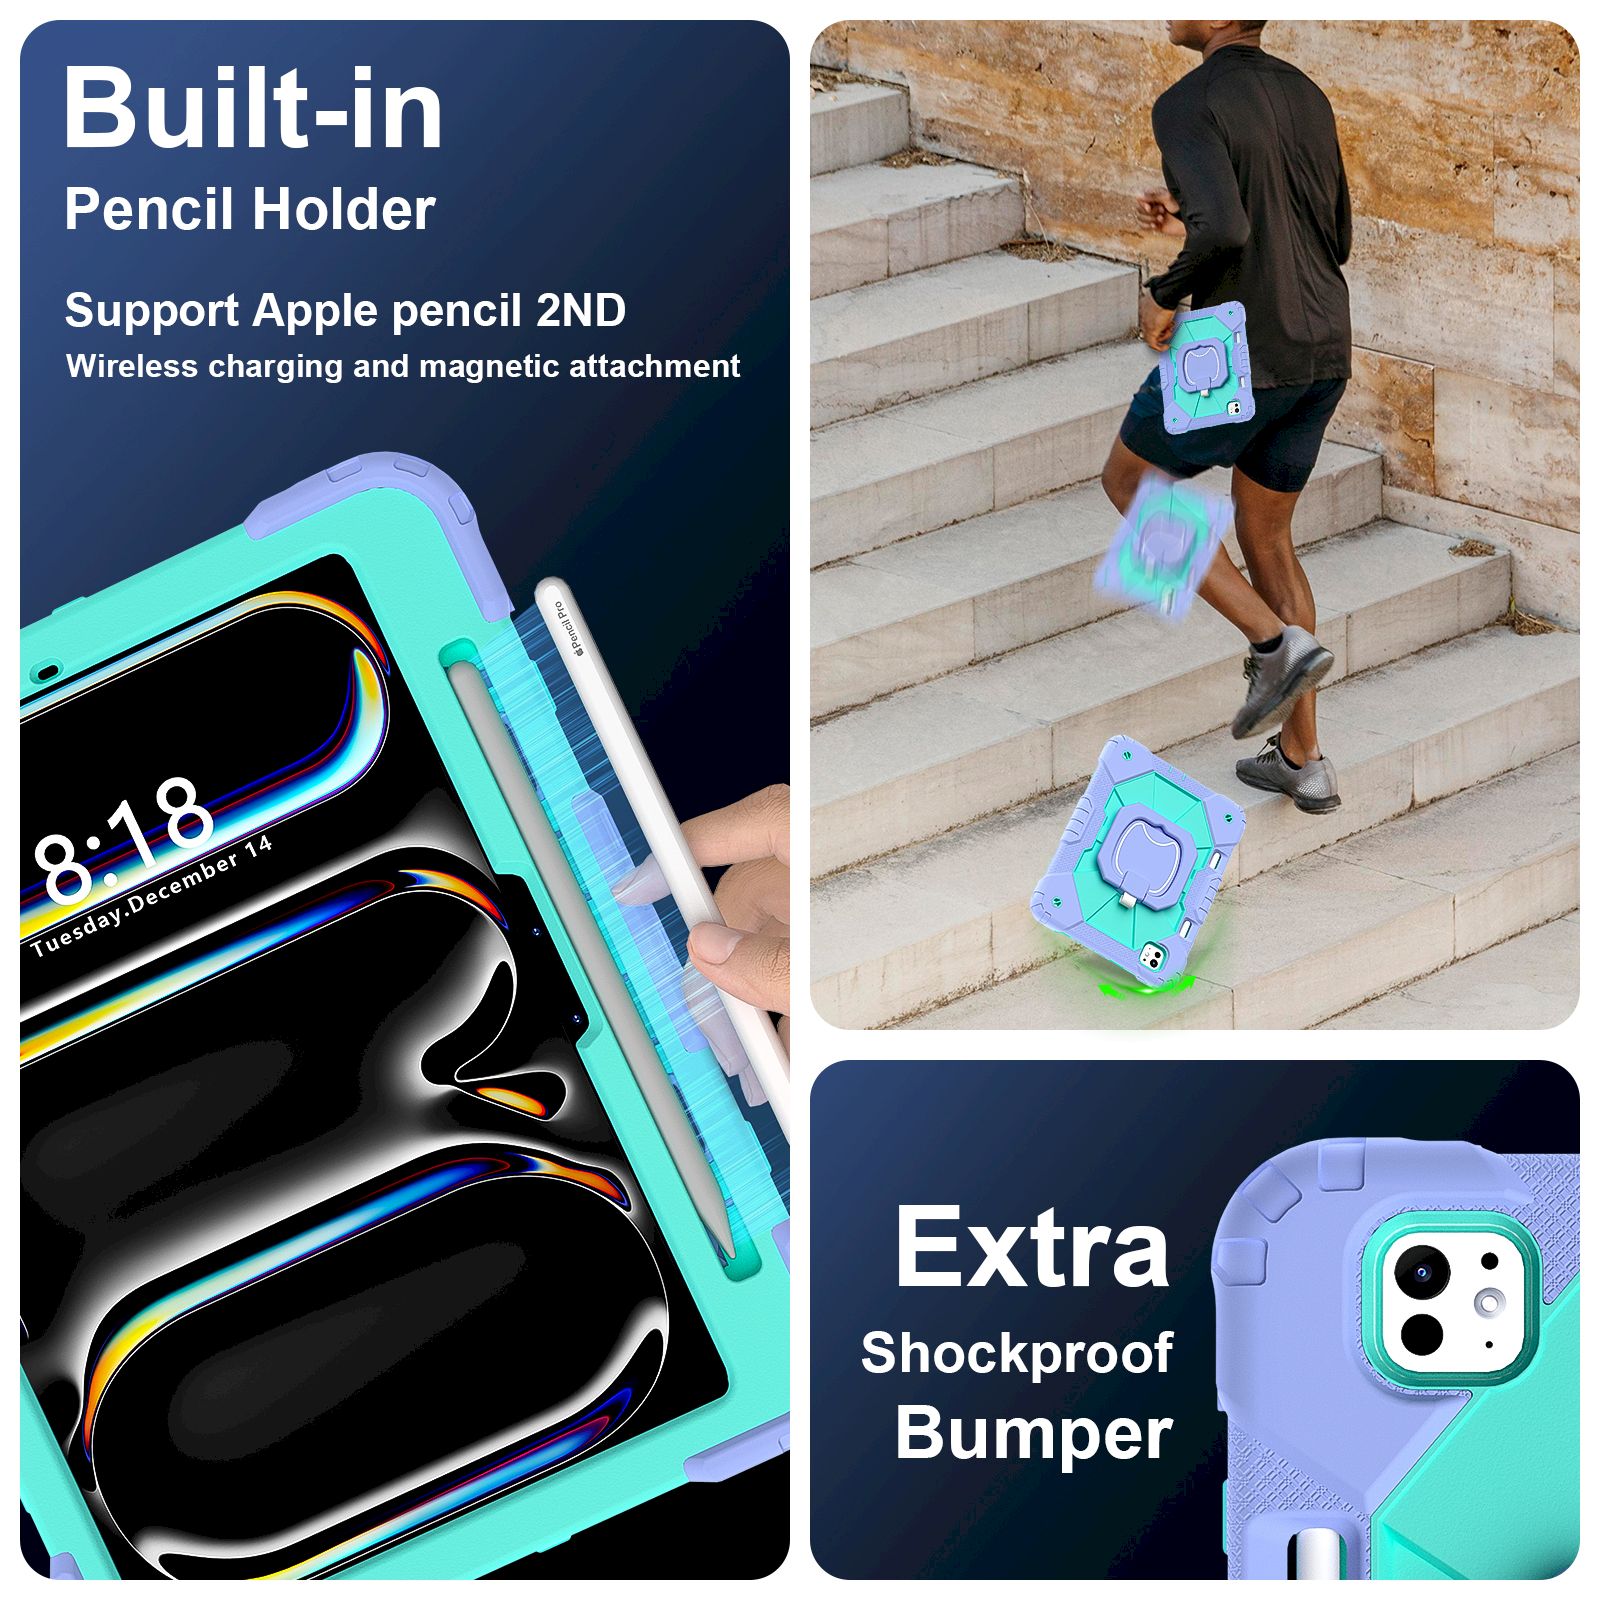 Built-in
Pencil Holder
Support Apple pencil 2ND
Wireless charging and magnetic attachment
Pencil Pro
8:18
Tuesday.December 14
Extra
Shockproof
Bumper